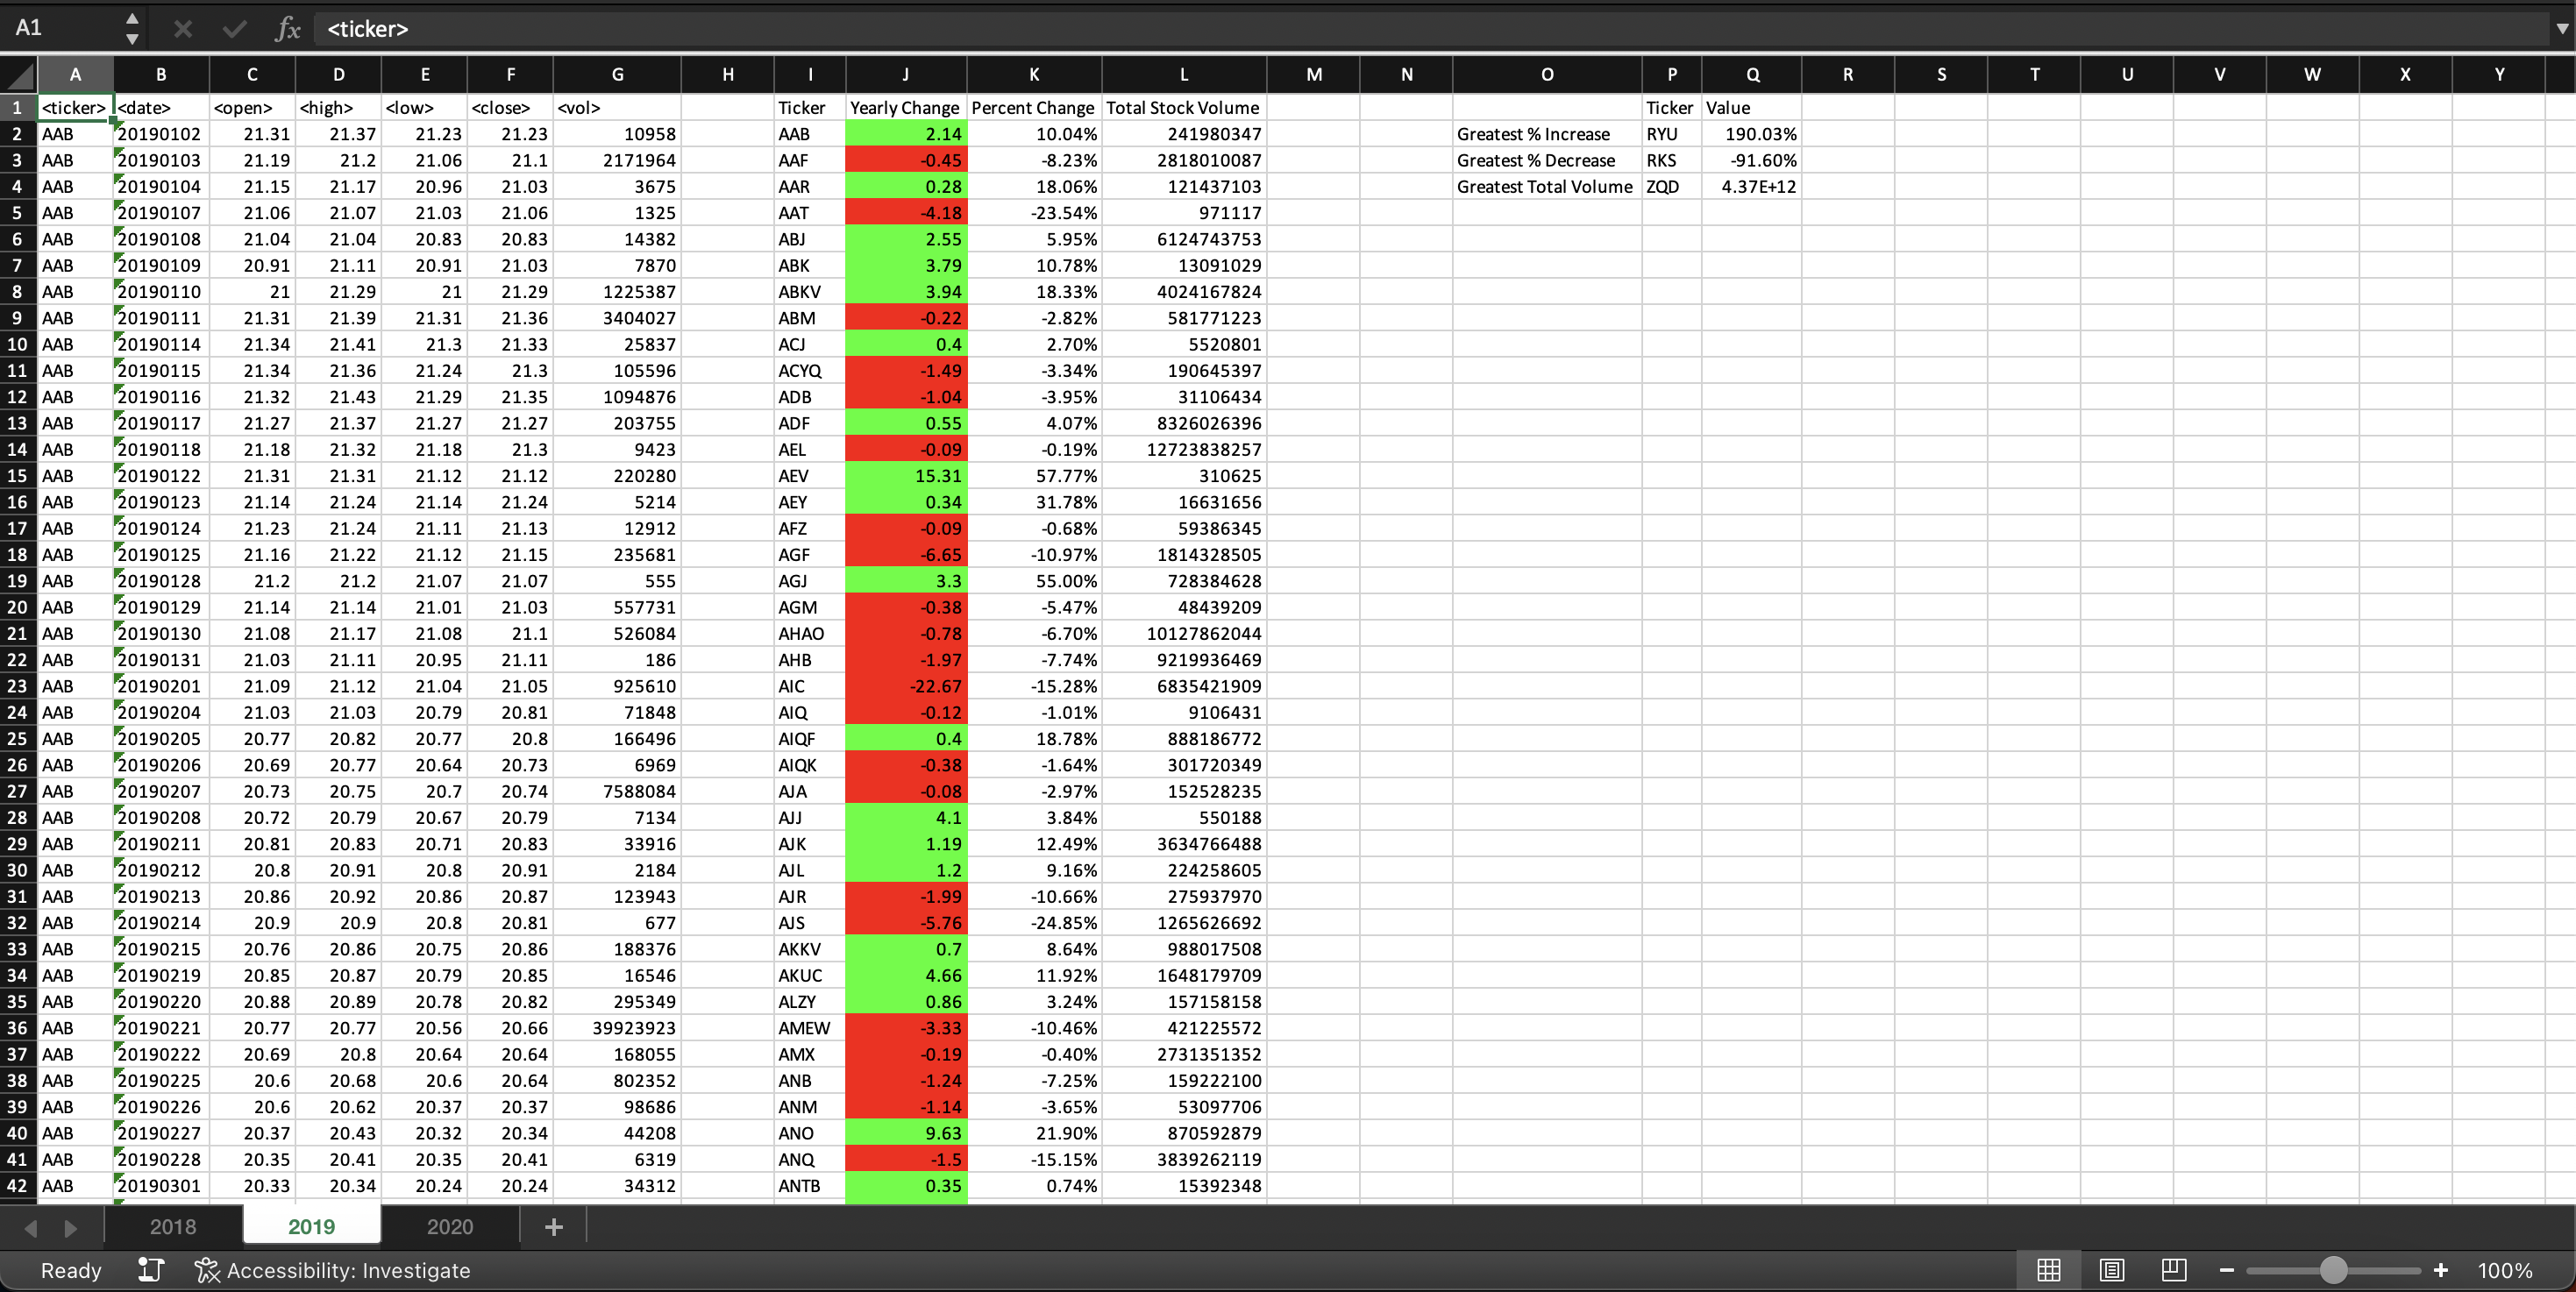 A1 fx <ticker>
A B C D E F G H I J K L M N O P Q R S T U V W X Y
1 <ticker> <date> <open> <high> <low> <close> <vol> Ticker Yearly Change Percent Change Total Stock Volume Ticker Value
2 AAB 20190102 21.31 21.37 21.23 21.23 10958 AAB 2.14 10.04% 241980347 Greatest % Increase RYU 190.03%
3 AAB 20190103 21.19 21.2 21.06 21.1 2171964 AAF -0.45 -8.23% 2818010087 Greatest % Decrease RKS -91.60%
4 AAB 20190104 21.15 21.17 20.96 21.03 3675 AAR 0.28 18.06% 121437103 Greatest Total Volume ZQD 4.37E+12
5 AAB 20190107 21.06 21.07 21.03 21.06 1325 AAT -4.18 -23.54% 971117
6 AAB 20190108 21.04 21.04 20.83 20.83 14382 ABJ 2.55 5.95% 6124743753
7 AAB 20190109 20.91 21.11 20.91 21.03 7870 ABK 3.79 10.78% 13091029
8 AAB 20190110 21 21.29 21 21.29 1225387 ABKV 3.94 18.33% 4024167824
9 AAB 20190111 21.31 21.39 21.31 21.36 3404027 ABM -0.22 -2.82% 581771223
10 AAB 20190114 21.34 21.41 21.3 21.33 25837 ACJ 0.4 2.70% 5520801
11 AAB 20190115 21.34 21.36 21.24 21.3 105596 ACYQ -1.49 -3.34% 190645397
12 AAB 20190116 21.32 21.43 21.29 21.35 1094876 ADB -1.04 -3.95% 31106434
13 AAB 20190117 21.27 21.37 21.27 21.27 203755 ADF 0.55 4.07% 8326026396
14 AAB 20190118 21.18 21.32 21.18 21.3 9423 AEL -0.09 -0.19% 12723838257
15 AAB 20190122 21.31 21.31 21.12 21.12 220280 AEV 15.31 57.77% 310625
16 AAB 20190123 21.14 21.24 21.14 21.24 5214 AEY 0.34 31.78% 16631656
17 AAB 20190124 21.23 21.24 21.11 21.13 12912 AFZ -0.09 -0.68% 59386345
18 AAB 20190125 21.16 21.22 21.12 21.15 235681 AGF -6.65 -10.97% 1814328505
19 AAB 20190128 21.2 21.2 21.07 21.07 555 AGJ 3.3 55.00% 728384628
20 AAB 20190129 21.14 21.14 21.01 21.03 557731 AGM -0.38 -5.47% 48439209
21 AAB 20190130 21.08 21.17 21.08 21.1 526084 AHAO -0.78 -6.70% 10127862044
22 AAB 20190131 21.03 21.11 20.95 21.11 186 AHB -1.97 -7.74% 9219936469
23 AAB 20190201 21.09 21.12 21.04 21.05 925610 AIC -22.67 -15.28% 6835421909
24 AAB 20190204 21.03 21.03 20.79 20.81 71848 AIQ -0.12 -1.01% 9106431
25 AAB 20190205 20.77 20.82 20.77 20.8 166496 AIQF 0.4 18.78% 888186772
26 AAB 20190206 20.69 20.77 20.64 20.73 6969 AIQK -0.38 -1.64% 301720349
27 AAB 20190207 20.73 20.75 20.7 20.74 7588084 AJA -0.08 -2.97% 152528235
28 AAB 20190208 20.72 20.79 20.67 20.79 7134 AJJ 4.1 3.84% 550188
29 AAB 20190211 20.81 20.83 20.71 20.83 33916 AJK 1.19 12.49% 3634766488
30 AAB 20190212 20.8 20.91 20.8 20.91 2184 AJL 1.2 9.16% 224258605
31 AAB 20190213 20.86 20.92 20.86 20.87 123943 AJR -1.99 -10.66% 275937970
32 AAB 20190214 20.9 20.9 20.8 20.81 677 AJS -5.76 -24.85% 1265626692
33 AAB 20190215 20.76 20.86 20.75 20.86 188376 AKKV 0.7 8.64% 988017508
34 AAB 20190219 20.85 20.87 20.79 20.85 16546 AKUC 4.66 11.92% 1648179709
35 AAB 20190220 20.88 20.89 20.78 20.82 295349 ALZY 0.86 3.24% 157158158
36 AAB 20190221 20.77 20.77 20.56 20.66 39923923 AMEW -3.33 -10.46% 421225572
37 AAB 20190222 20.69 20.8 20.64 20.64 168055 AMX -0.19 -0.40% 2731351352
38 AAB 20190225 20.6 20.68 20.6 20.64 802352 ANB -1.24 -7.25% 159222100
39 AAB 20190226 20.6 20.62 20.37 20.37 98686 ANM -1.14 -3.65% 53097706
40 AAB 20190227 20.37 20.43 20.32 20.34 44208 ANO 9.63 21.90% 870592879
41 AAB 20190228 20.35 20.41 20.35 20.41 6319 ANQ -1.5 -15.15% 3839262119
42 AAB 20190301 20.33 20.34 20.24 20.24 34312 ANTB 0.35 0.74% 15392348
2018 2019 2020 +
Ready Accessibility: Investigate − + 100%